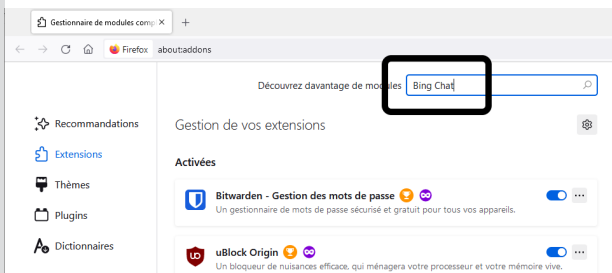 Gestionnaire de modules comp
Firefox about:addons
Découvrez davantage de modules Bing Chat
Recommandations
Gestion de vos extensions
Extensions
Activées
Thèmes
Bitwarden - Gestion des mots de passe
Un gestionnaire de mots de passe sécurisé et gratuit pour tous vos appareils.
Plugins
Dictionnaires
uBlock Origin
Un bloqueur de nuisances efficace, qui ménagera votre processeur et votre mémoire vive.